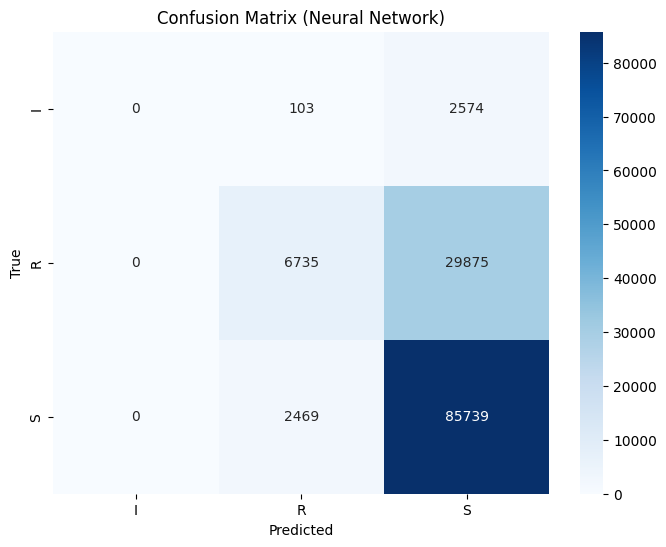 Confusion Matrix (Neural Network)
I 0 103 2574
R 0 6735 29875
S 0 2469 85739
I R S
Predicted
True
80000
70000
60000
50000
40000
30000
20000
10000
0